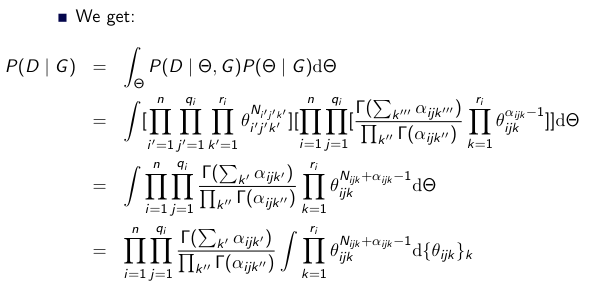 ■ We get:
P(D | G) = ∫_Θ P(D | Θ, G)P(Θ | G)dΘ
= ∫[∏_{i'=1}^{n} ∏_{j'=1}^{q_i} ∏_{k'=1}^{r_i} θ_{i'j'k'}^{N_{i'j'k'}}][∏_{i=1}^{n} ∏_{j=1}^{q_i}[\frac{Γ(∑_{k'''} α_{ijk'''})}{∏_{k''} Γ(α_{ijk''})} ∏_{k=1}^{r_i} θ_{ijk}^{α_{ijk}−1}]]dΘ
= ∫ ∏_{i=1}^{n} ∏_{j=1}^{q_i} \frac{Γ(∑_{k'} α_{ijk'})}{∏_{k''} Γ(α_{ijk''})} ∏_{k=1}^{r_i} θ_{ijk}^{N_{ijk}+α_{ijk}−1}dΘ
= ∏_{i=1}^{n} ∏_{j=1}^{q_i} \frac{Γ(∑_{k'} α_{ijk'})}{∏_{k''} Γ(α_{ijk''})} ∫ ∏_{k=1}^{r_i} θ_{ijk}^{N_{ijk}+α_{ijk}−1}d{θ_{ijk}}_k